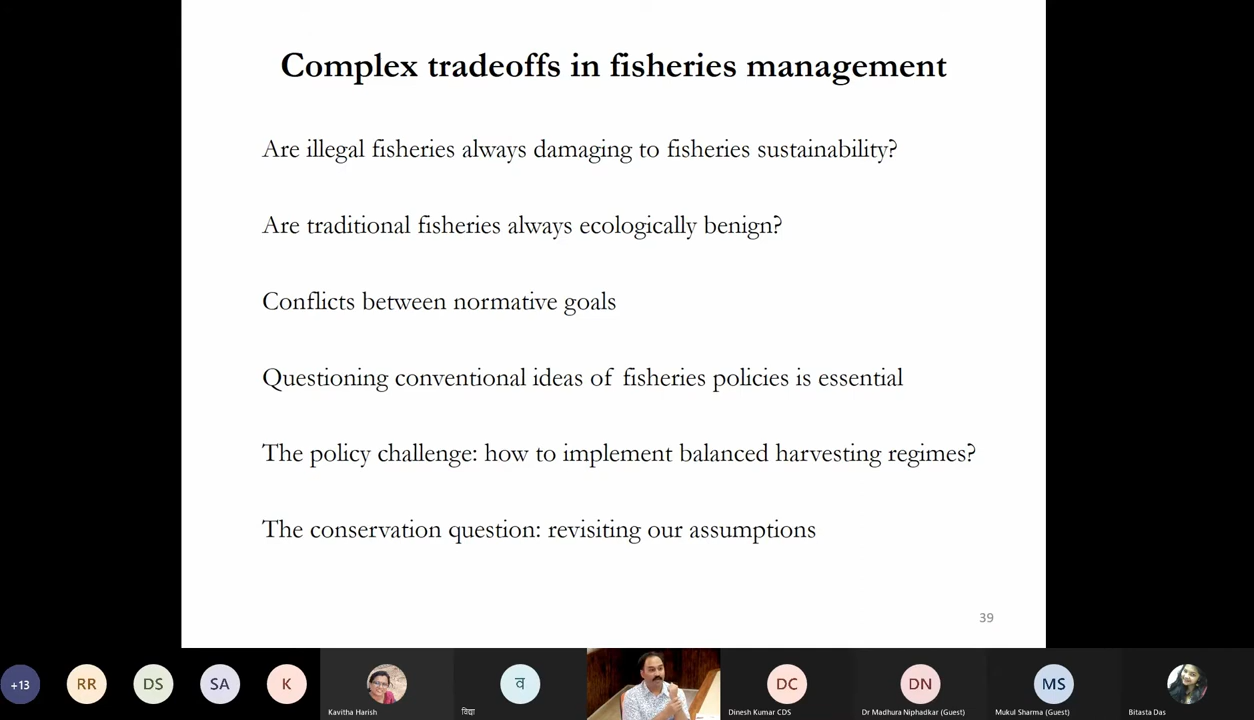 Complex tradeoffs in fisheries management
Are illegal fisheries always damaging to fisheries sustainability?
Are traditional fisheries always ecologically benign?
Conflicts between normative goals
Questioning conventional ideas of fisheries policies is essential
The policy challenge: how to implement balanced harvesting regimes?
The conservation question: revisiting our assumptions
39
+13
RR
DS
SA
K
व
DC
DN
MS
Kavitha Harish
विद्या
Dinesh Kumar CDS
Dr Madhura Niphadkar (Guest)
Mukul Sharma (Guest)
Bitasta Das